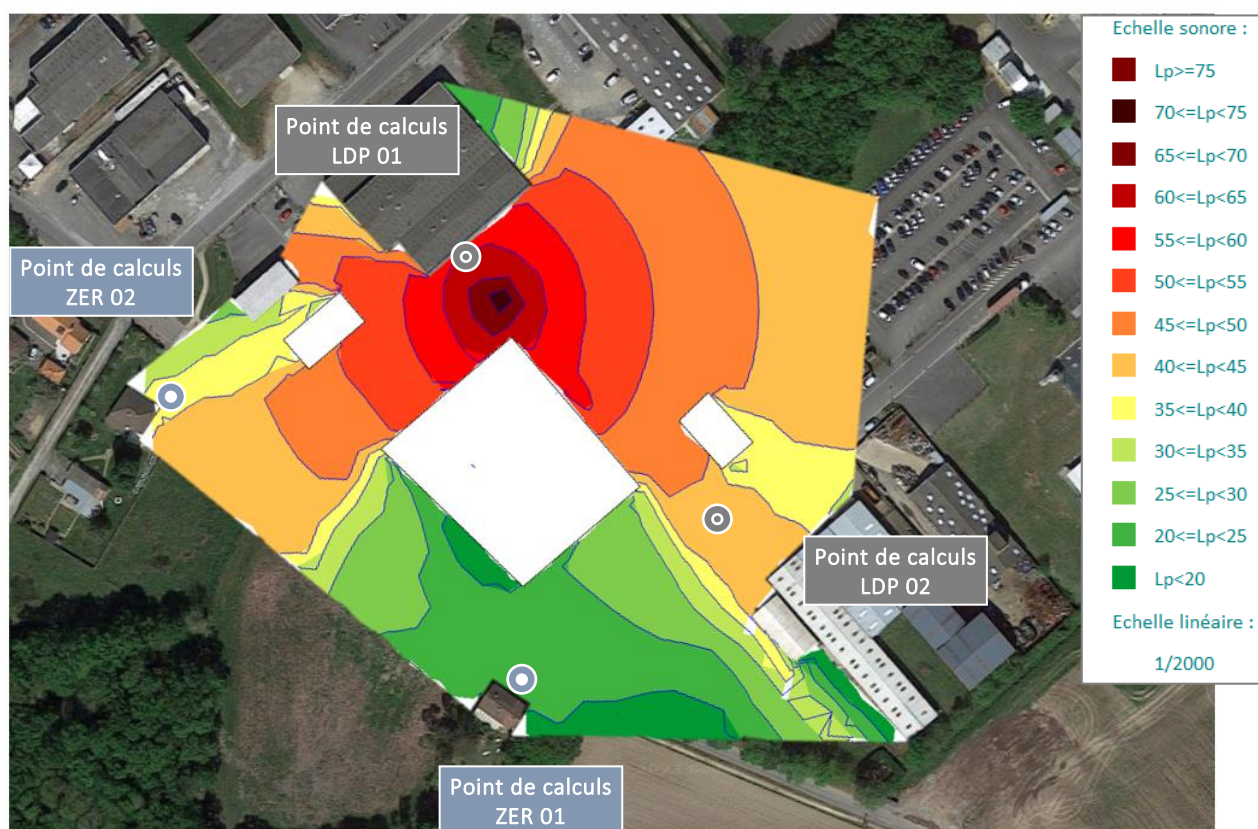 Echelle sonore :
Lp>=75
70<=Lp<75
65<=Lp<70
60<=Lp<65
55<=Lp<60
50<=Lp<55
45<=Lp<50
40<=Lp<45
35<=Lp<40
30<=Lp<35
25<=Lp<30
20<=Lp<25
Lp<20
Echelle linéaire :
1/2000
Point de calculs
LDP 01
Point de calculs
ZER 02
Point de calculs
LDP 02
Point de calculs
ZER 01